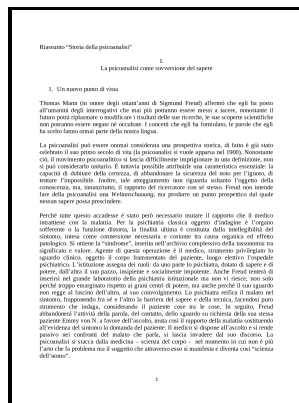 Riassunto "Storia della psicoanalisi"
I.
La psicoanalisi come sovversione del sapere
1. Un nuovo punto di vista
Thomas Mann (in onore degli ottant'anni di Sigmund Freud) affermò che egli ha posto
all'umanità degli interrogativi che mai più potranno essere messi a tacere, nonostante il
futuro potrà riplasmare o modificare i risultati delle sue ricerche, le sue scoperte scientifiche
non potranno essere negate né occultate. I concetti che egli ha formulato, le parole che egli
ha scelto fanno ormai parte della nostra lingua.
La psicoanalisi può essere ormai considerata una prospettiva storica, di fatto è già stato
celebrato il suo primo secolo di vita (la psicoanalisi si vuole apparsa nel 1900). Nonostante
ciò, il movimento psicoanalitico si lascia difficilmente imprigionare in una definizione, non
si può considerarlo unitario. È tuttavia possibile attribuirle una caratteristica essenziale: la
capacità di dubitare della certezza, di abbandonare la sicurezza del noto per l'ignoto, di
tentare l'impossibile. Inoltre, tale atteggiamento non riguarda soltanto l'oggetto della
conoscenza, ma, innanzitutto, il rapporto del ricercatore con sé stesso. Freud non intende
fare della psicoanalisi una Weltanschauung, ma produrre un punto prospettico dal quale
nessun sapere possa prescindere.
Perché tutto questo accadesse è stato però necessario mutare il rapporto che il medico
intratteneva con la malattia. Per la psichiatria classica oggetto d'indagine è l'organo
sofferente o la funzione distorta, la finalità ultima è costituita dalla intellegibilità del
sintomo, intesa come connessione necessaria e costante tra causa organica ed effetto
patologico. Si ottiene la "sindrome", inseriti nell'archivio complessivo della tassonomia tra
significato e valore. Agente di questa operazione è il medico, strumento privilegiato lo
sguardo clinico, oggetto il corpo frammentato del paziente, luogo elettivo l'ospedale
psichiatrico. L'istituzione assegna dei ruoli: da una parte lo psichiatra, dotato di sapere e di
potere, dall'altra il suo pazzo, insipiente e socialmente impotente. Anche Freud tenterà di
inserirsi nel grande laboratorio della psichiatria istituzionale ma non vi riesce, non solo
perché troppo emarginato rispetto ai grani centri di potere, ma anche perché il suo sguardo
non regge al fascino dell'altro, al suo coinvolgimento. Lo psichiatra reifica il malato nel
sintomo, frapponendo fra sé e l'altro la barriera del sapere e della tecnica, facendosi puro
strumento che indaga, considerando il paziente cosa tra le cose. In seguito, Freud
abbandonerà l'attività della parola, del contatto, dello sguardo su richiesta della sua stessa
paziente Emmy von N. a favore dell'ascolto, muta così il rapporto della malattia sostituendo
all'evidenza del sintomo la domanda del paziente. Il medico si dispone all'ascolto e si rende
passivo nei confronti del malato che parla, si lascia invadere dal suo discorso. La
psicoanalisi si stacca dalla medicina – scienza del corpo - nel momento in cui non è più
l'arto che fa problema ma il soggetto che attraverso esso si manifesta e diventa così "scienza
dell'uomo".
1